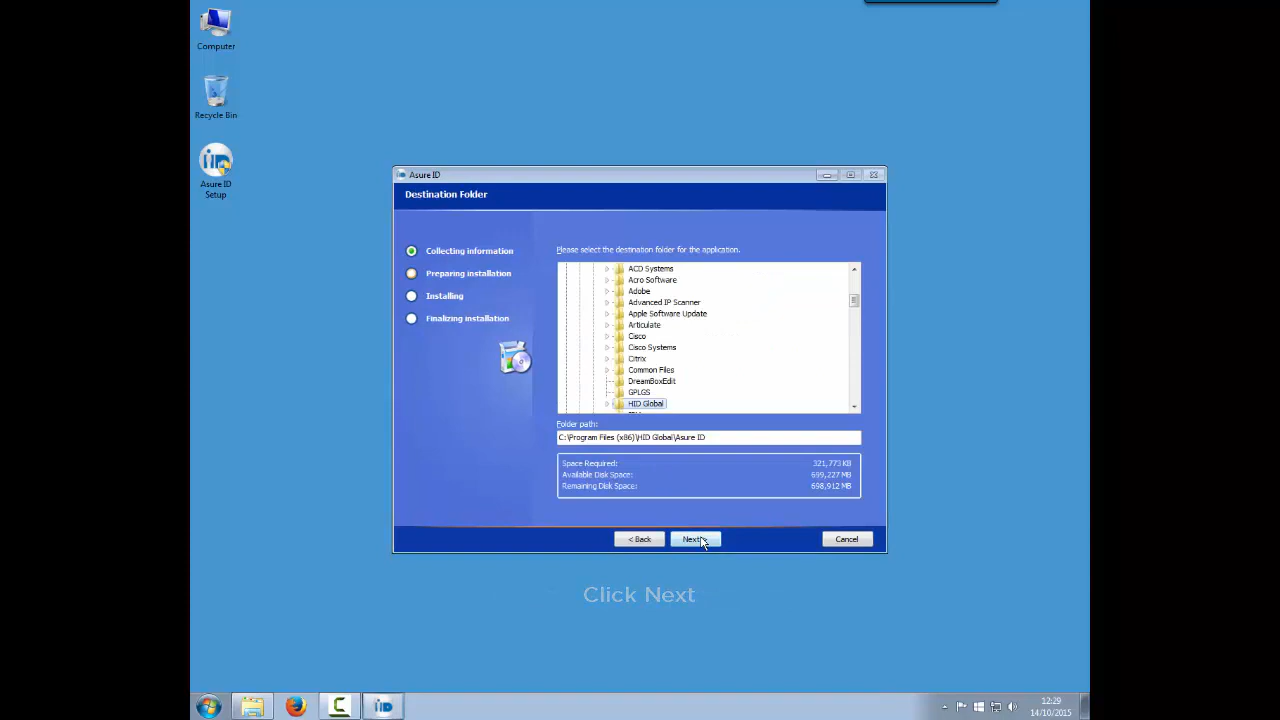 Computer
Recycle Bin
Asure ID
Setup
Asure ID
Destination Folder
Collecting information
Preparing installation
Installing
Finalizing installation
Please select the destination folder for the application.
ACD Systems
Acro Software
Adobe
Advanced IP Scanner
Apple Software Update
Articulate
Cisco
Cisco Systems
Citrix
Common Files
DreamBoxEdit
GPLGS
HID Global
Folder path:
C:\Program Files (x86)\HID Global\Asure ID
Space Required: 321,773 KB
Available Disk Space: 699,227 MB
Remaining Disk Space: 698,912 MB
< Back
Next
Cancel
Click Next
12:29
14/10/2015